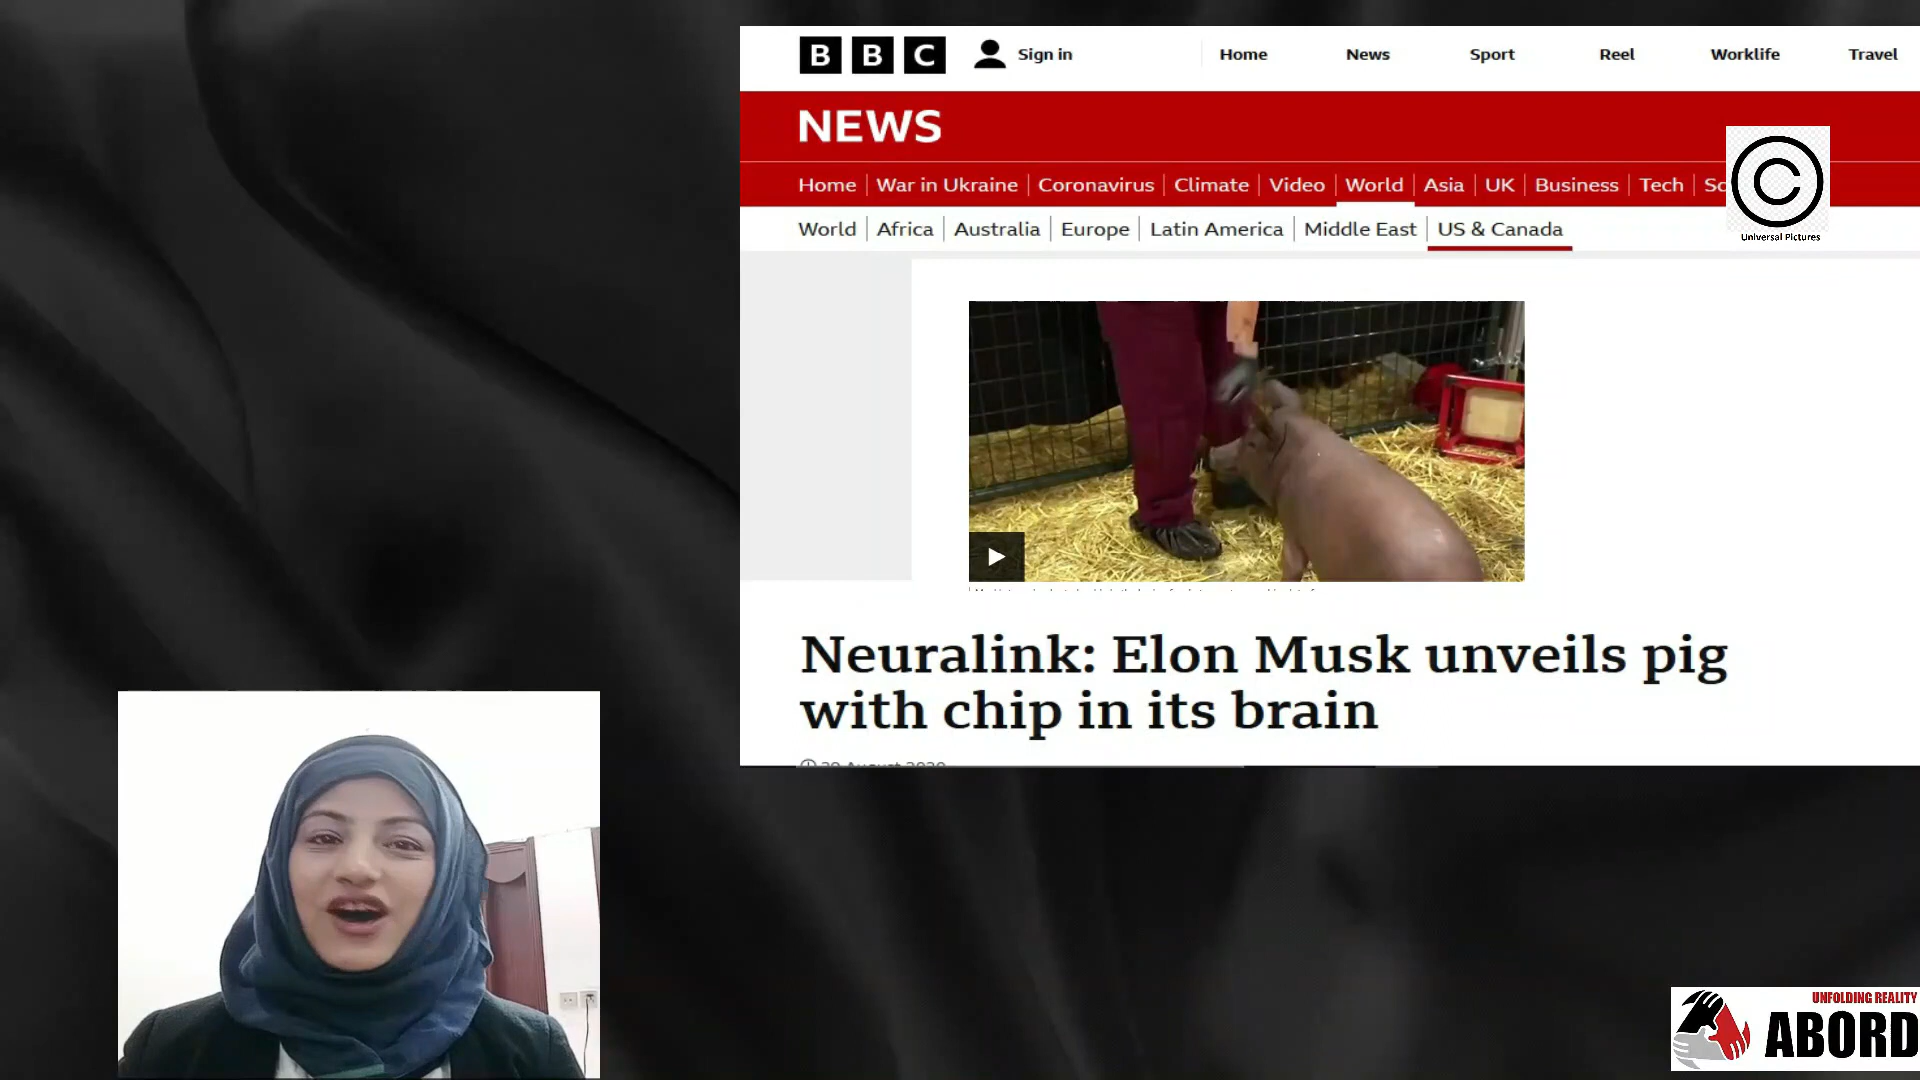 BBC Sign in Home News Sport Reel Worklife Travel
NEWS
Home War in Ukraine Coronavirus Climate Video World Asia UK Business Tech
World Africa Australia Europe Latin America Middle East US & Canada
Universal Pictures
Neuralink: Elon Musk unveils pig
with chip in its brain
UNFOLDING REALITY
ABORD